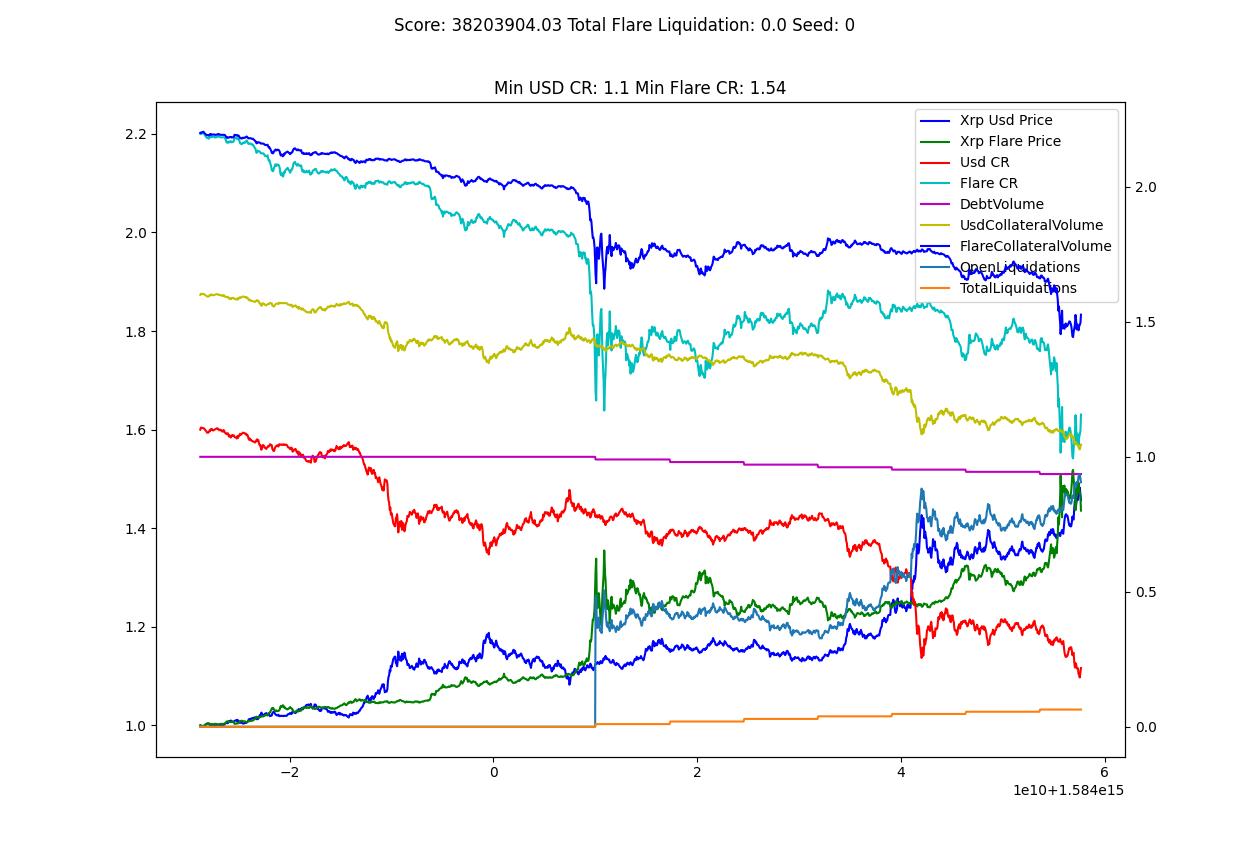 Score: 38203904.03 Total Flare Liquidation: 0.0 Seed: 0
Min USD CR: 1.1 Min Flare CR: 1.54
Xrp Usd Price
Xrp Flare Price
Usd CR
Flare CR
DebtVolume
UsdCollateralVolume
FlareCollateralVolume
OpenLiquidations
TotalLiquidations
2.2
2.0
1.8
1.6
1.4
1.2
1.0
2.0
1.5
1.0
0.5
0.0
−2 0 2 4 6
1e10+1.584e15